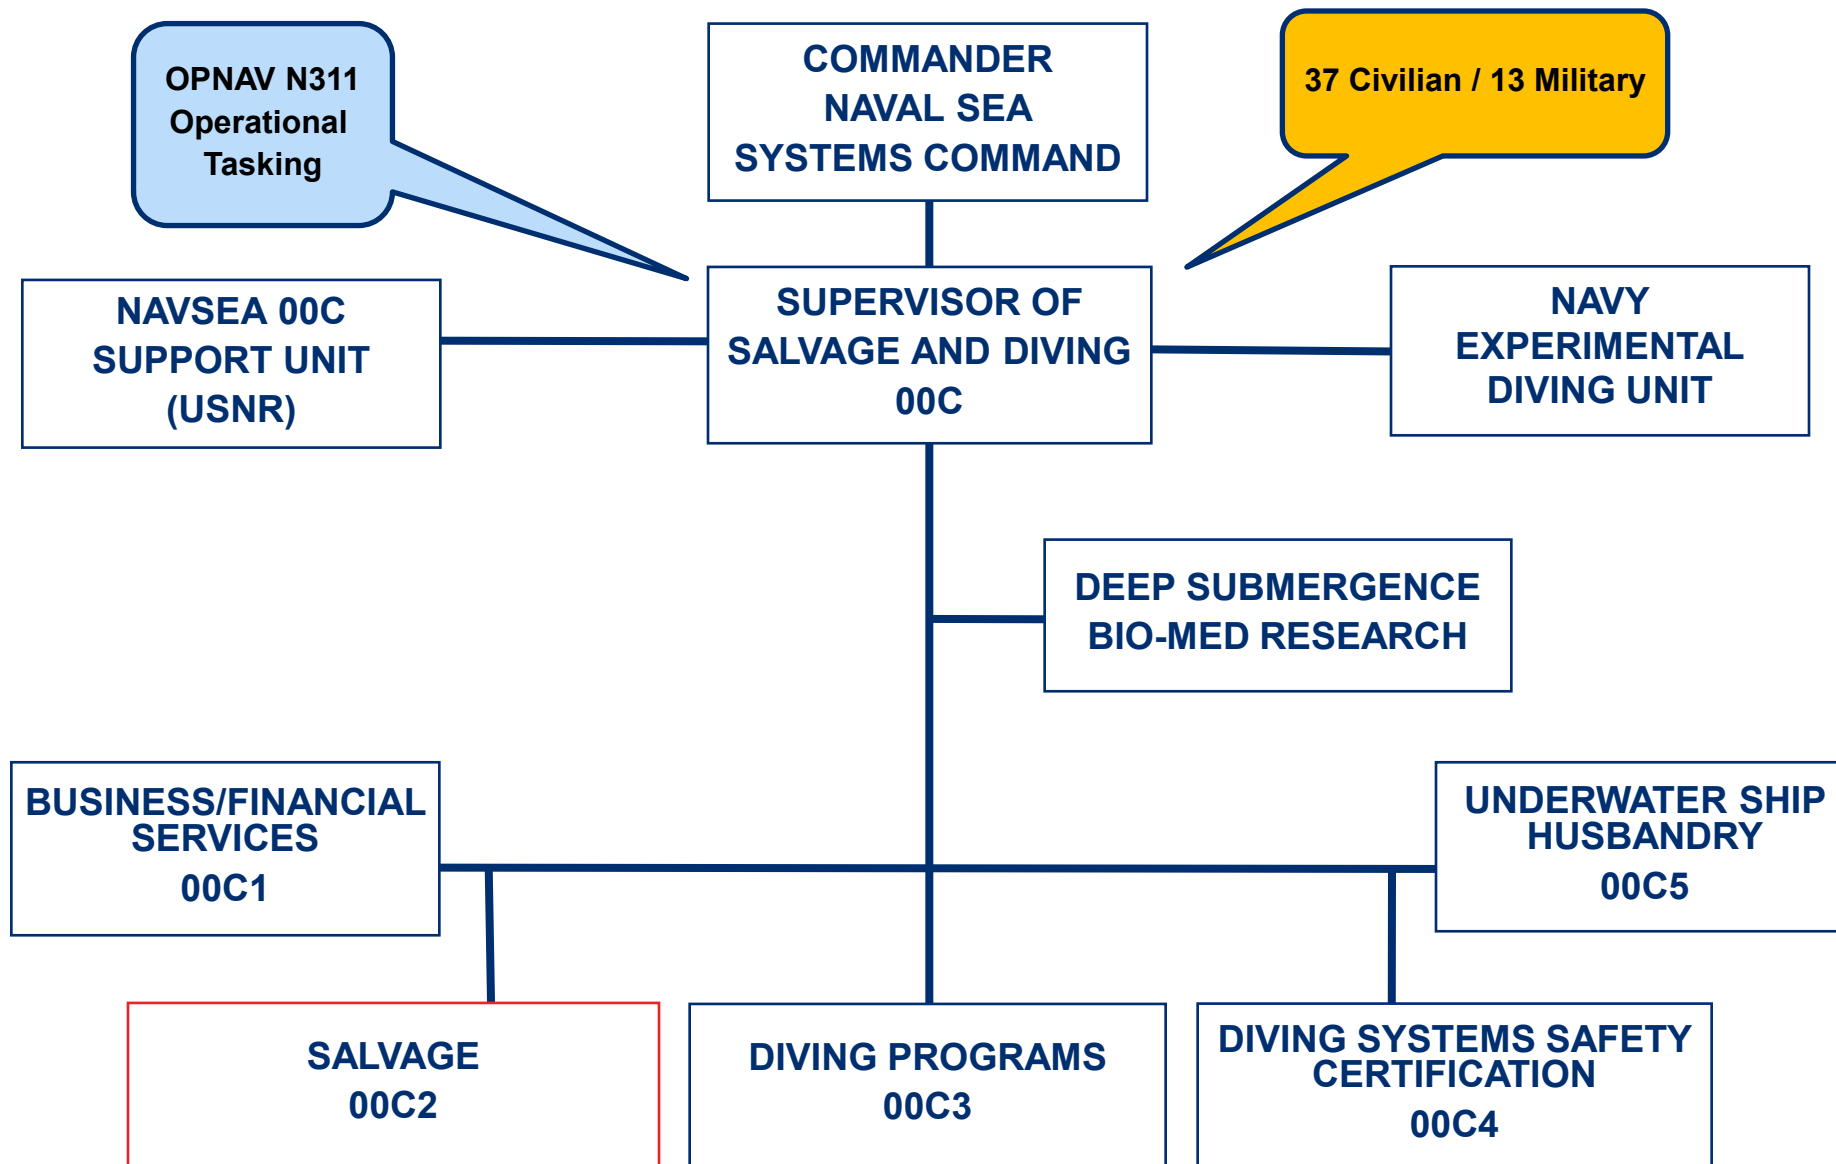 OPNAV N311
Operational
Tasking
COMMANDER
NAVAL SEA
SYSTEMS COMMAND
37 Civilian / 13 Military
NAVSEA 00C
SUPPORT UNIT
(USNR)
SUPERVISOR OF
SALVAGE AND DIVING
00C
NAVY
EXPERIMENTAL
DIVING UNIT
DEEP SUBMERGENCE
BIO-MED RESEARCH
BUSINESS/FINANCIAL
SERVICES
00C1
UNDERWATER SHIP
HUSBANDRY
00C5
SALVAGE
00C2
DIVING PROGRAMS
00C3
DIVING SYSTEMS SAFETY
CERTIFICATION
00C4